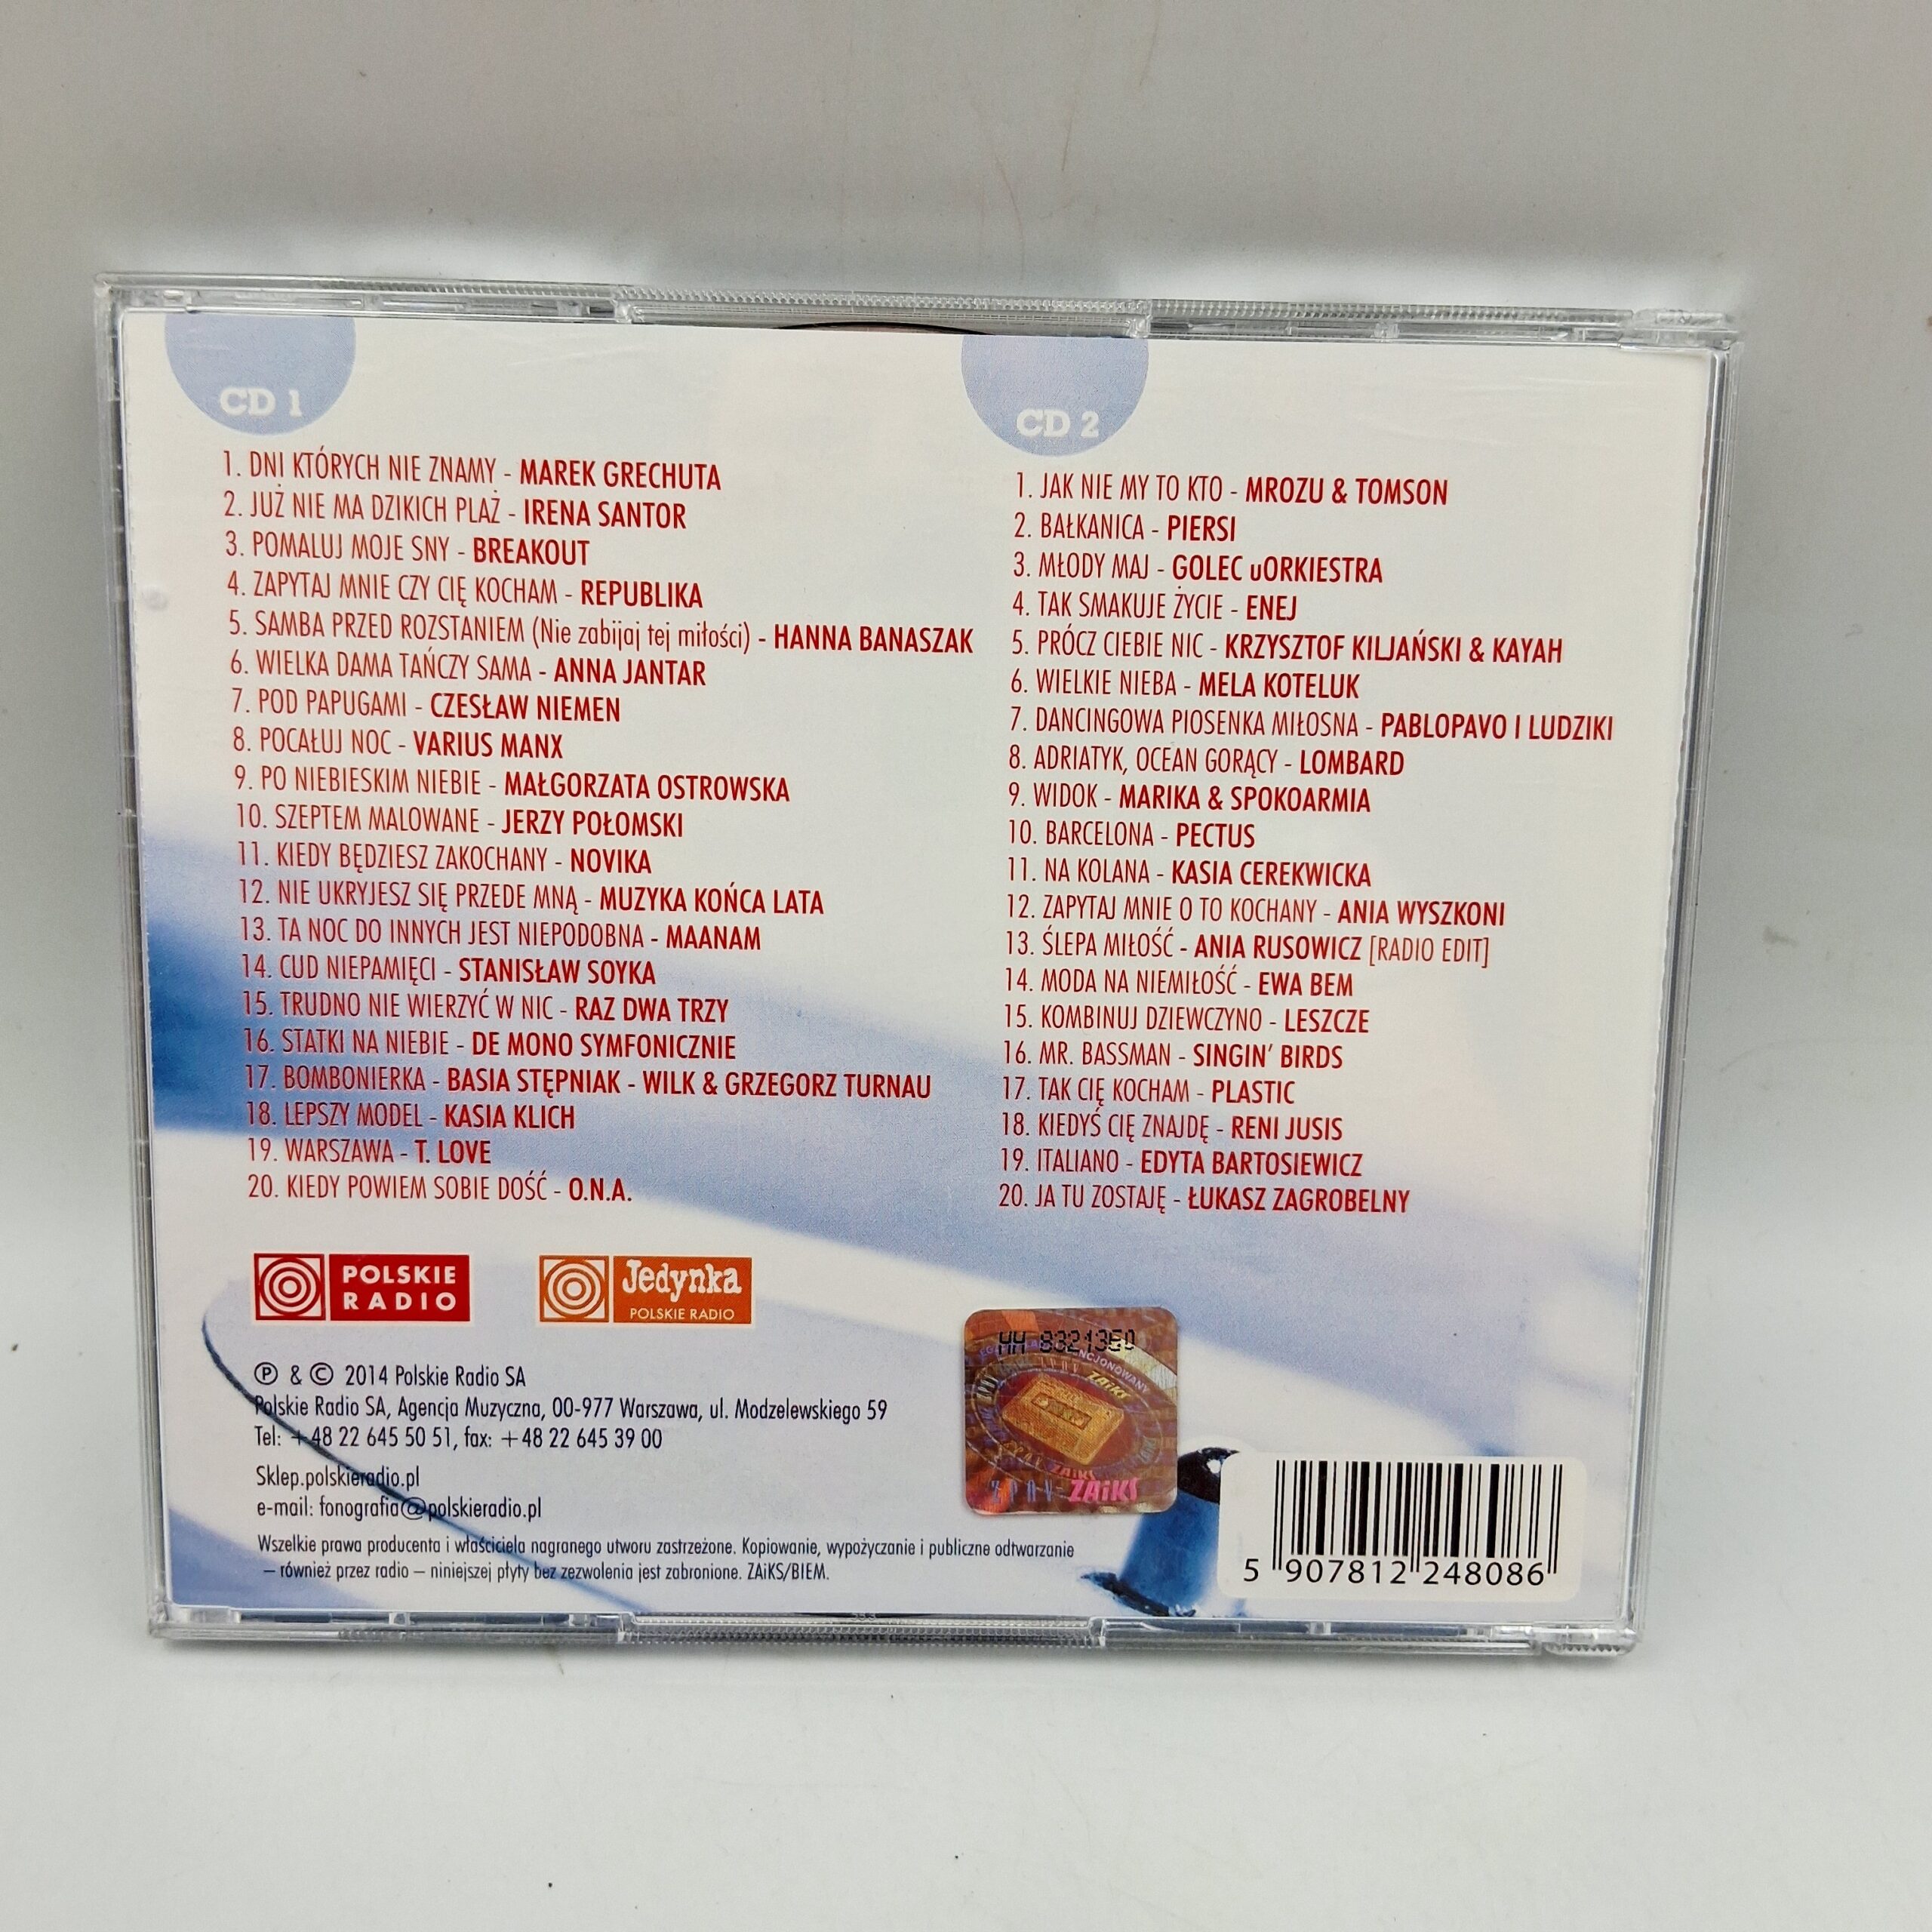 CD 1
1. DNI KTÓRYCH NIE ZNAMY - MAREK GRECHUTA
2. JUŻ NIE MA DZIKICH PLAŻ - IRENA SANTOR
3. POMALUJ MOJE SNY - BREAKOUT
4. ZAPYTAJ MNIE CZY CIĘ KOCHAM - REPUBLIKA
5. SAMBA PRZED ROZSTANIEM (Nie zabijaj tej miłości) - HANNA BANASZAK
6. WIELKA DAMA TAŃCZY SAMA - ANNA JANTAR
7. POD PAPUGAMI - CZESŁAW NIEMEN
8. POCAŁUJ NOC - VARIUS MANX
9. PO NIEBIESKIM NIEBIE - MAŁGORZATA OSTROWSKA
10. SZEPTEM MALOWANE - JERZY POŁOMSKI
11. KIEDY BĘDZIESZ ZAKOCHANY - NOVIKA
12. NIE UKRYJESZ SIĘ PRZEDE MNĄ - MUZYKA KOŃCA LATA
13. TA NOC DO INNYCH JEST NIEPODOBNA - MAANAM
14. CUD NIEPAMIĘCI - STANISŁAW SOYKA
15. TRUDNO NIE WIERZYĆ W NIC - RAZ DWA TRZY
16. STATKI NA NIEBIE - DE MONO SYMFONICZNIE
17. BOMBONIERKA - BASIA STĘPNIAK - WILK & GRZEGORZ TURNAU
18. LEPSZY MODEL - KASIA KLICH
19. WARSZAWA - T. LOVE
20. KIEDY POWIEM SOBIE DOŚĆ - O.N.A.
CD 2
1. JAK NIE MY TO KTO - MROZU & TOMSON
2. BAŁKANICA - PIERSI
3. MŁODY MAJ - GOLEC uORKIESTRA
4. TAK SMAKUJE ŻYCIE - ENEJ
5. PRÓCZ CIEBIE NIC - KRZYSZTOF KILJAŃSKI & KAYAH
6. WIELKIE NIEBA - MELA KOTELUK
7. DANCINGOWA PIOSENKA MIŁOSNA - PABLOPAVO I LUDZIKI
8. ADRIATYK, OCEAN GORĄCY - LOMBARD
9. WIDOK - MARIKA & SPOKOARMIA
10. BARCELONA - PECTUS
11. NA KOLANA - KASIA CEREKWICKA
12. ZAPYTAJ MNIE O TO KOCHANY - ANIA WYSZKONI
13. ŚLEPA MIŁOŚĆ - ANIA RUSOWICZ [RADIO EDIT]
14. MODA NA NIEMIŁOŚĆ - EWA BEM
15. KOMBINUJ DZIEWCZYNO - LESZCZE
16. MR. BASSMAN - SINGIN' BIRDS
17. TAK CIĘ KOCHAM - PLASTIC
18. KIEDYŚ CIĘ ZNAJDĘ - RENI JUSIS
19. ITALIANO - EDYTA BARTOSIEWICZ
20. JA TU ZOSTAJĘ - ŁUKASZ ZAGROBELNY
POLSKIE
RADIO
Jedynka
POLSKIE RADIO
℗ & © 2014 Polskie Radio SA
Polskie Radio SA, Agencja Muzyczna, 00-977 Warszawa, ul. Modzelewskiego 59
Tel: +48 22 645 50 51, fax: +48 22 645 39 00
Sklep.polskieradio.pl
e-mail: fonografia@polskieradio.pl
Wszelkie prawa producenta i właściciela nagranego utworu zastrzeżone. Kopiowanie, wypożyczanie i publiczne odtwarzanie
– również przez radio – niniejszej płyty bez zezwolenia jest zabronione. ZAiKS/BIEM.
HH 8321350
ZAiKS
ZPAV ZAiKS
5 907812 248086